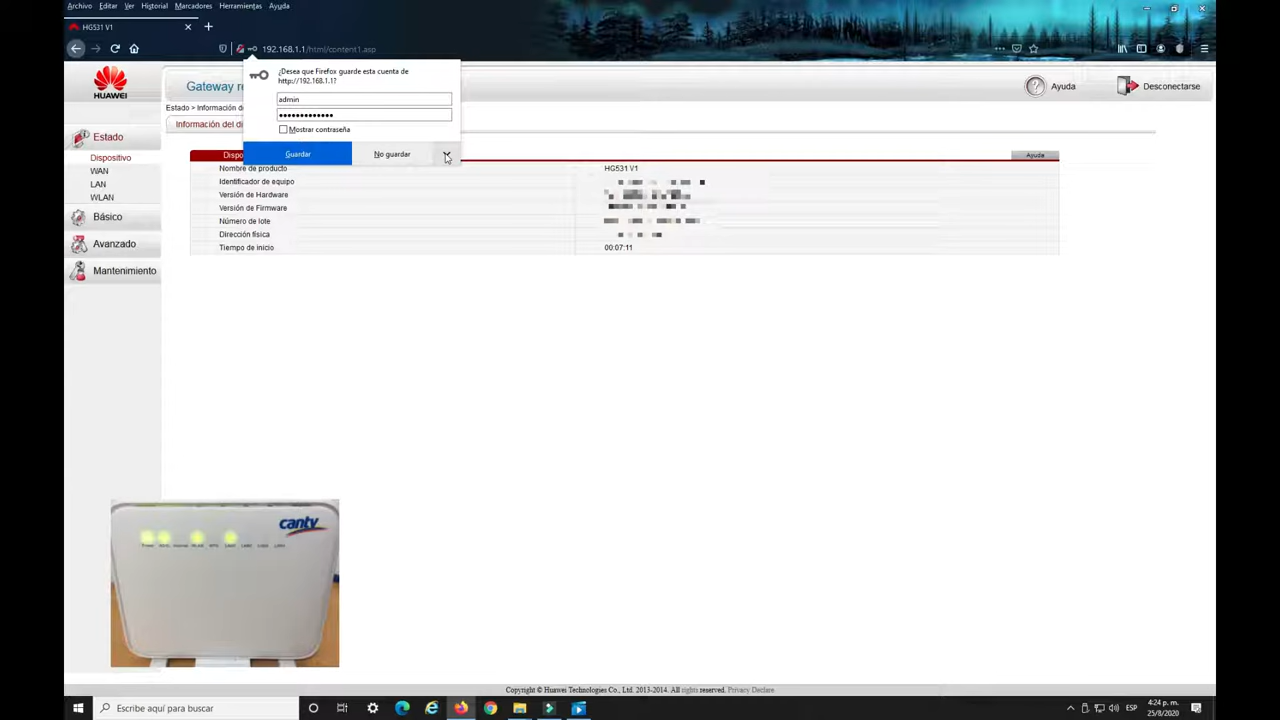 Archivo Editar Ver Historial Marcadores Herramientas Ayuda
HG531 V1
192.168.1.1/html/content1.asp
¿Desea que Firefox guarde esta cuenta de
http://192.168.1.1?
admin
Mostrar contraseña
Guardar No guardar
HUAWEI
Gateway re
Ayuda Desconectarse
Estado > Información de
Información del di
Estado
Dispositivo
WAN
LAN
WLAN
Básico
Avanzado
Mantenimiento
Dispo
Ayuda
Nombre de producto HG531 V1
Identificador de equipo
Versión de Hardware
Versión de Firmware
Número de lote
Dirección física
Tiempo de inicio 00:07:11
cantv
Copyright © Huawei Technologies Co., Ltd. 2013-2014. All rights reserved. Privacy Declare
Escribe aquí para buscar
ESP
4:24 p. m.
25/8/2020